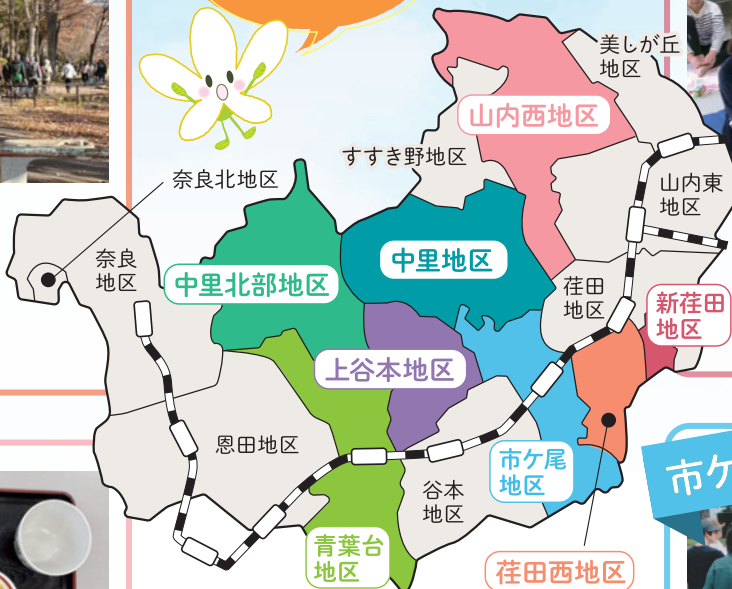 美しが丘
地区
山内西地区
すすき野地区
奈良北地区
山内東
地区
奈良
地区
中里北部地区
中里地区
荏田
地区
新荏田
地区
上谷本地区
恩田地区
市ケ尾
地区
谷本
地区
青葉台
地区
荏田西地区
市ケ